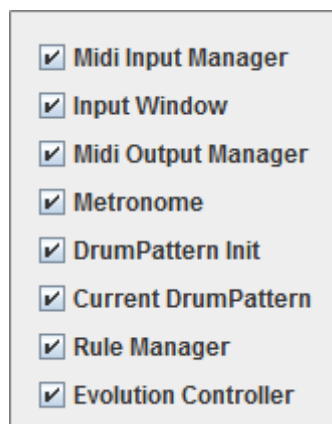 Midi Input Manager
Input Window
Midi Output Manager
Metronome
DrumPattern Init
Current DrumPattern
Rule Manager
Evolution Controller